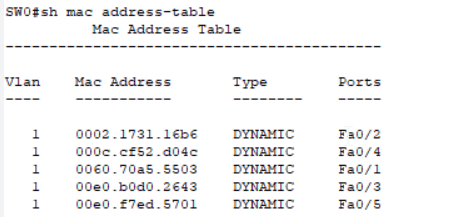 SW0#sh mac address-table
Mac Address Table
-------------------------------------------
Vlan Mac Address Type Ports
---- ----------- -------- -----
1 0002.1731.16b6 DYNAMIC Fa0/2
1 000c.cf52.d04c DYNAMIC Fa0/4
1 0060.70a5.5503 DYNAMIC Fa0/1
1 00e0.b0d0.2643 DYNAMIC Fa0/3
1 00e0.f7ed.5701 DYNAMIC Fa0/5